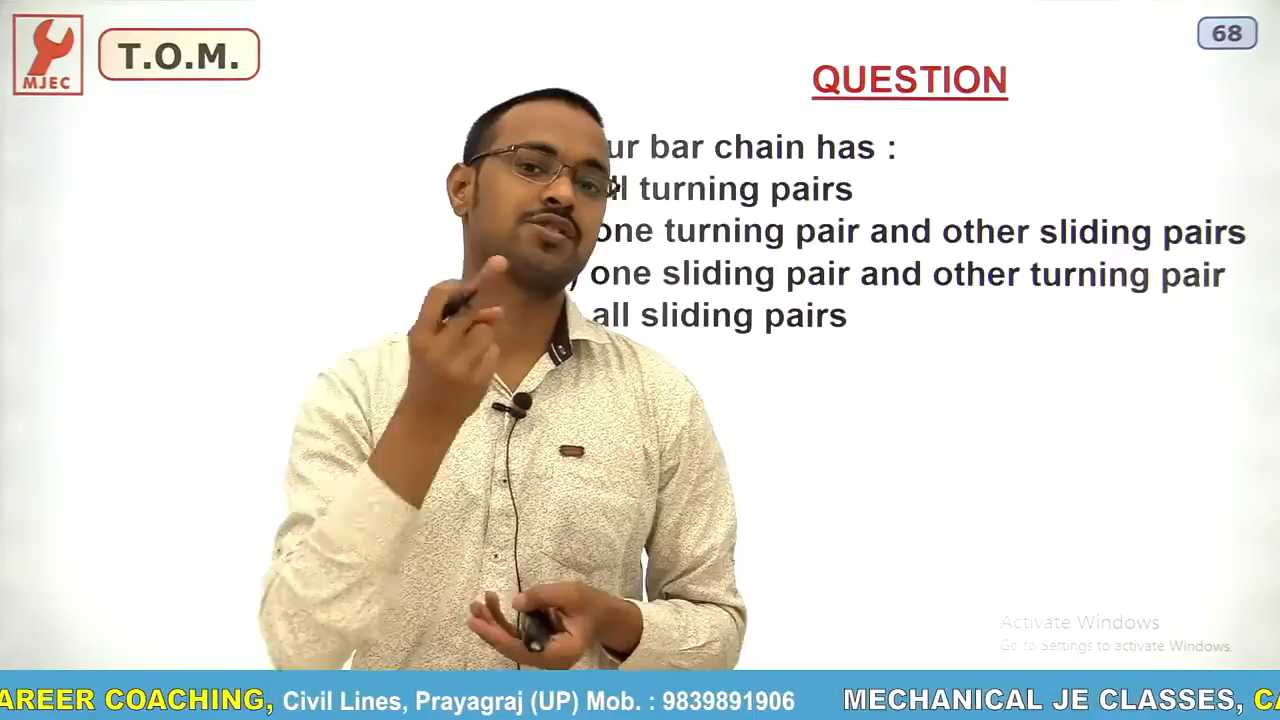 MJEC
T.O.M.
68
QUESTION
bar chain has :
turning pairs
one turning pair and other sliding pairs
one sliding pair and other turning pair
all sliding pairs
Activate Windows
Go to Settings to activate Windows.
CAREER COACHING, Civil Lines, Prayagraj (UP) Mob. : 9839891906 MECHANICAL JE CLASSES,